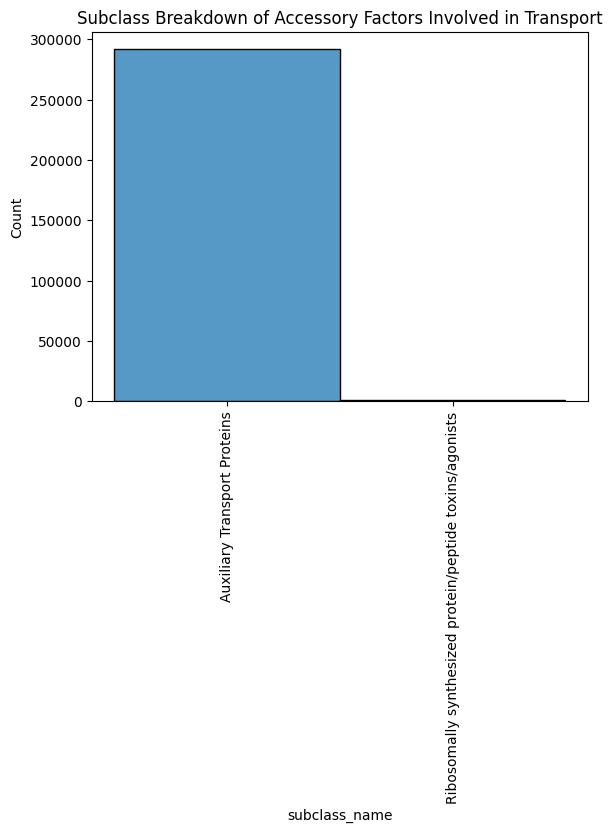 Subclass Breakdown of Accessory Factors Involved in Transport
300000
250000
200000
150000
100000
50000
0
Count
Auxiliary Transport Proteins
Ribosomally synthesized protein/peptide toxins/agonists
subclass_name